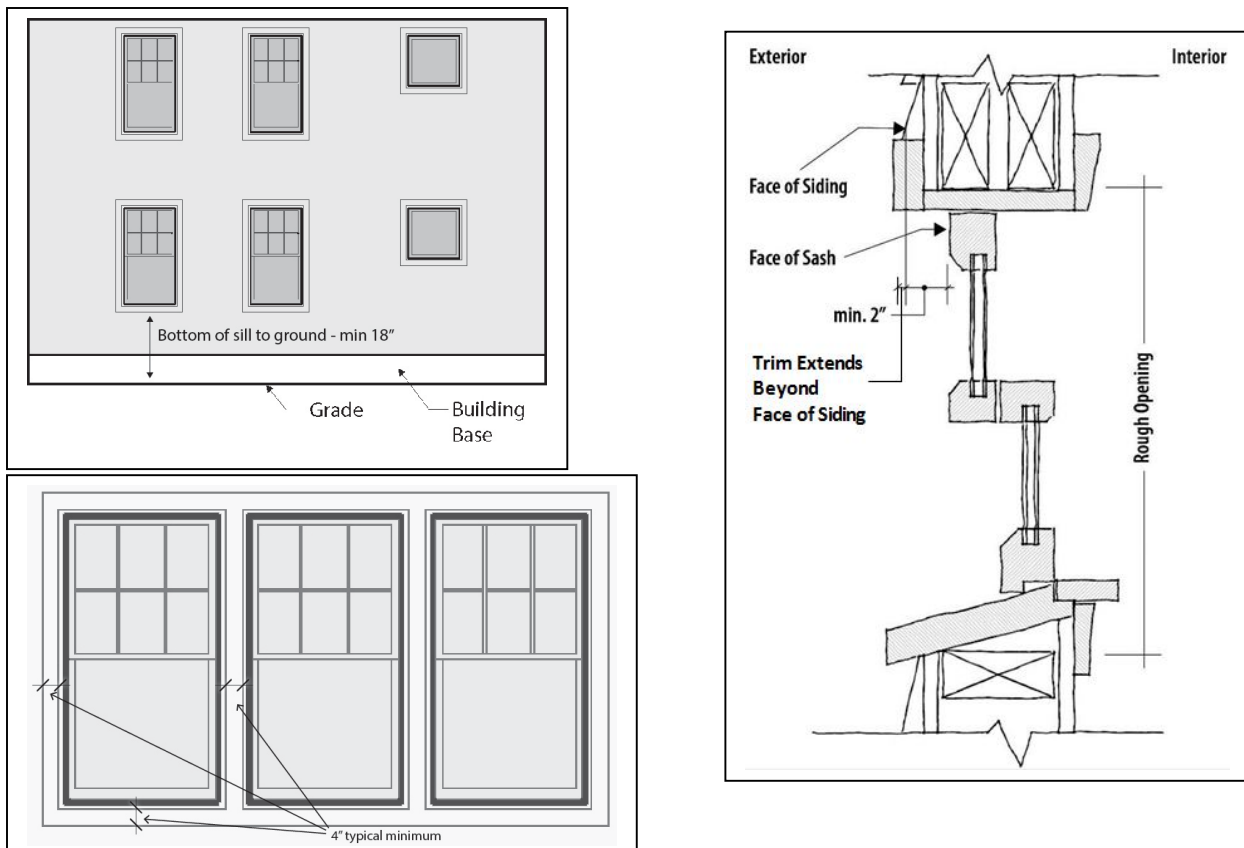 Bottom of sill to ground - min 18”
Grade
Building
Base
4” typical minimum
Exterior
Interior
Face of Siding
Face of Sash
min. 2”
Trim Extends
Beyond
Face of Siding
Rough Opening